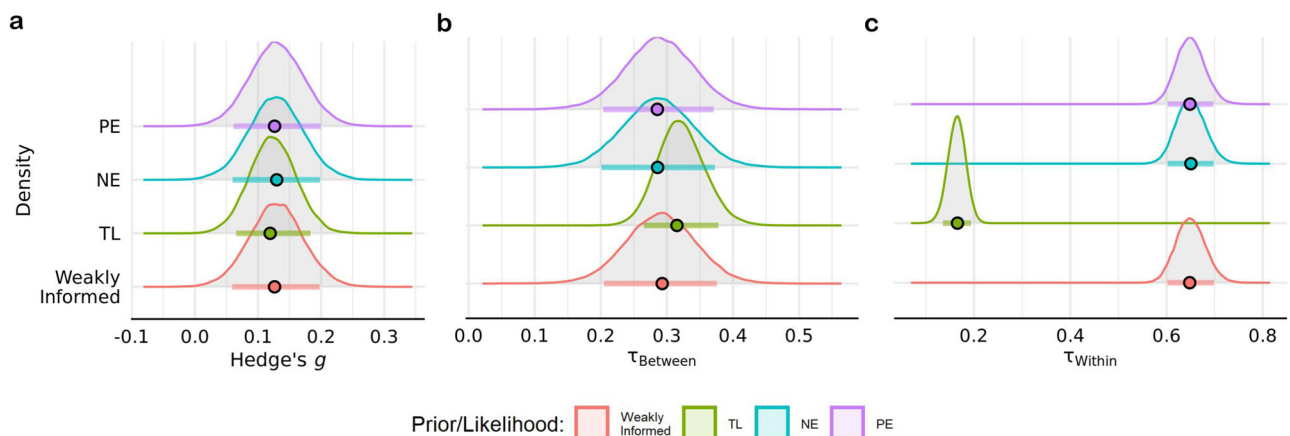 a
b
c
Density
PE
NE
TL
Weakly
Informed
-0.1 0.0 0.1 0.2 0.3
Hedge's g
0.0 0.1 0.2 0.3 0.4 0.5
τBetween
0.2 0.4 0.6 0.8
τWithin
Prior/Likelihood: Weakly
Informed TL NE PE